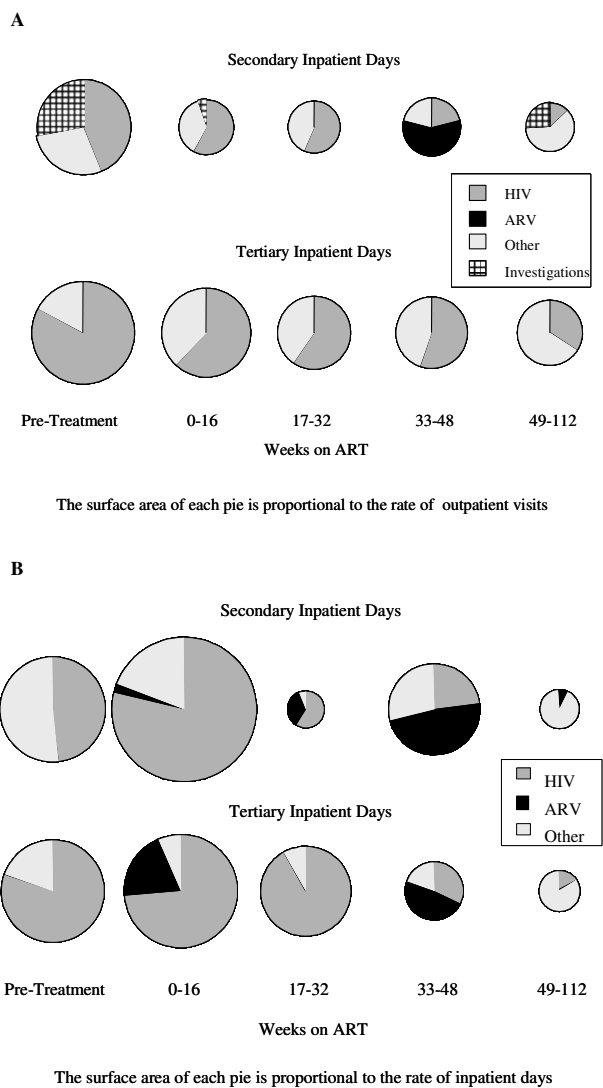 A
Secondary Inpatient Days
HIV
ARV
Other
Investigations
Tertiary Inpatient Days
Pre-Treatment 0-16 17-32 33-48 49-112
Weeks on ART
The surface area of each pie is proportional to the rate of outpatient visits
B
Secondary Inpatient Days
HIV
ARV
Other
Tertiary Inpatient Days
Pre-Treatment 0-16 17-32 33-48 49-112
Weeks on ART
The surface area of each pie is proportional to the rate of inpatient days